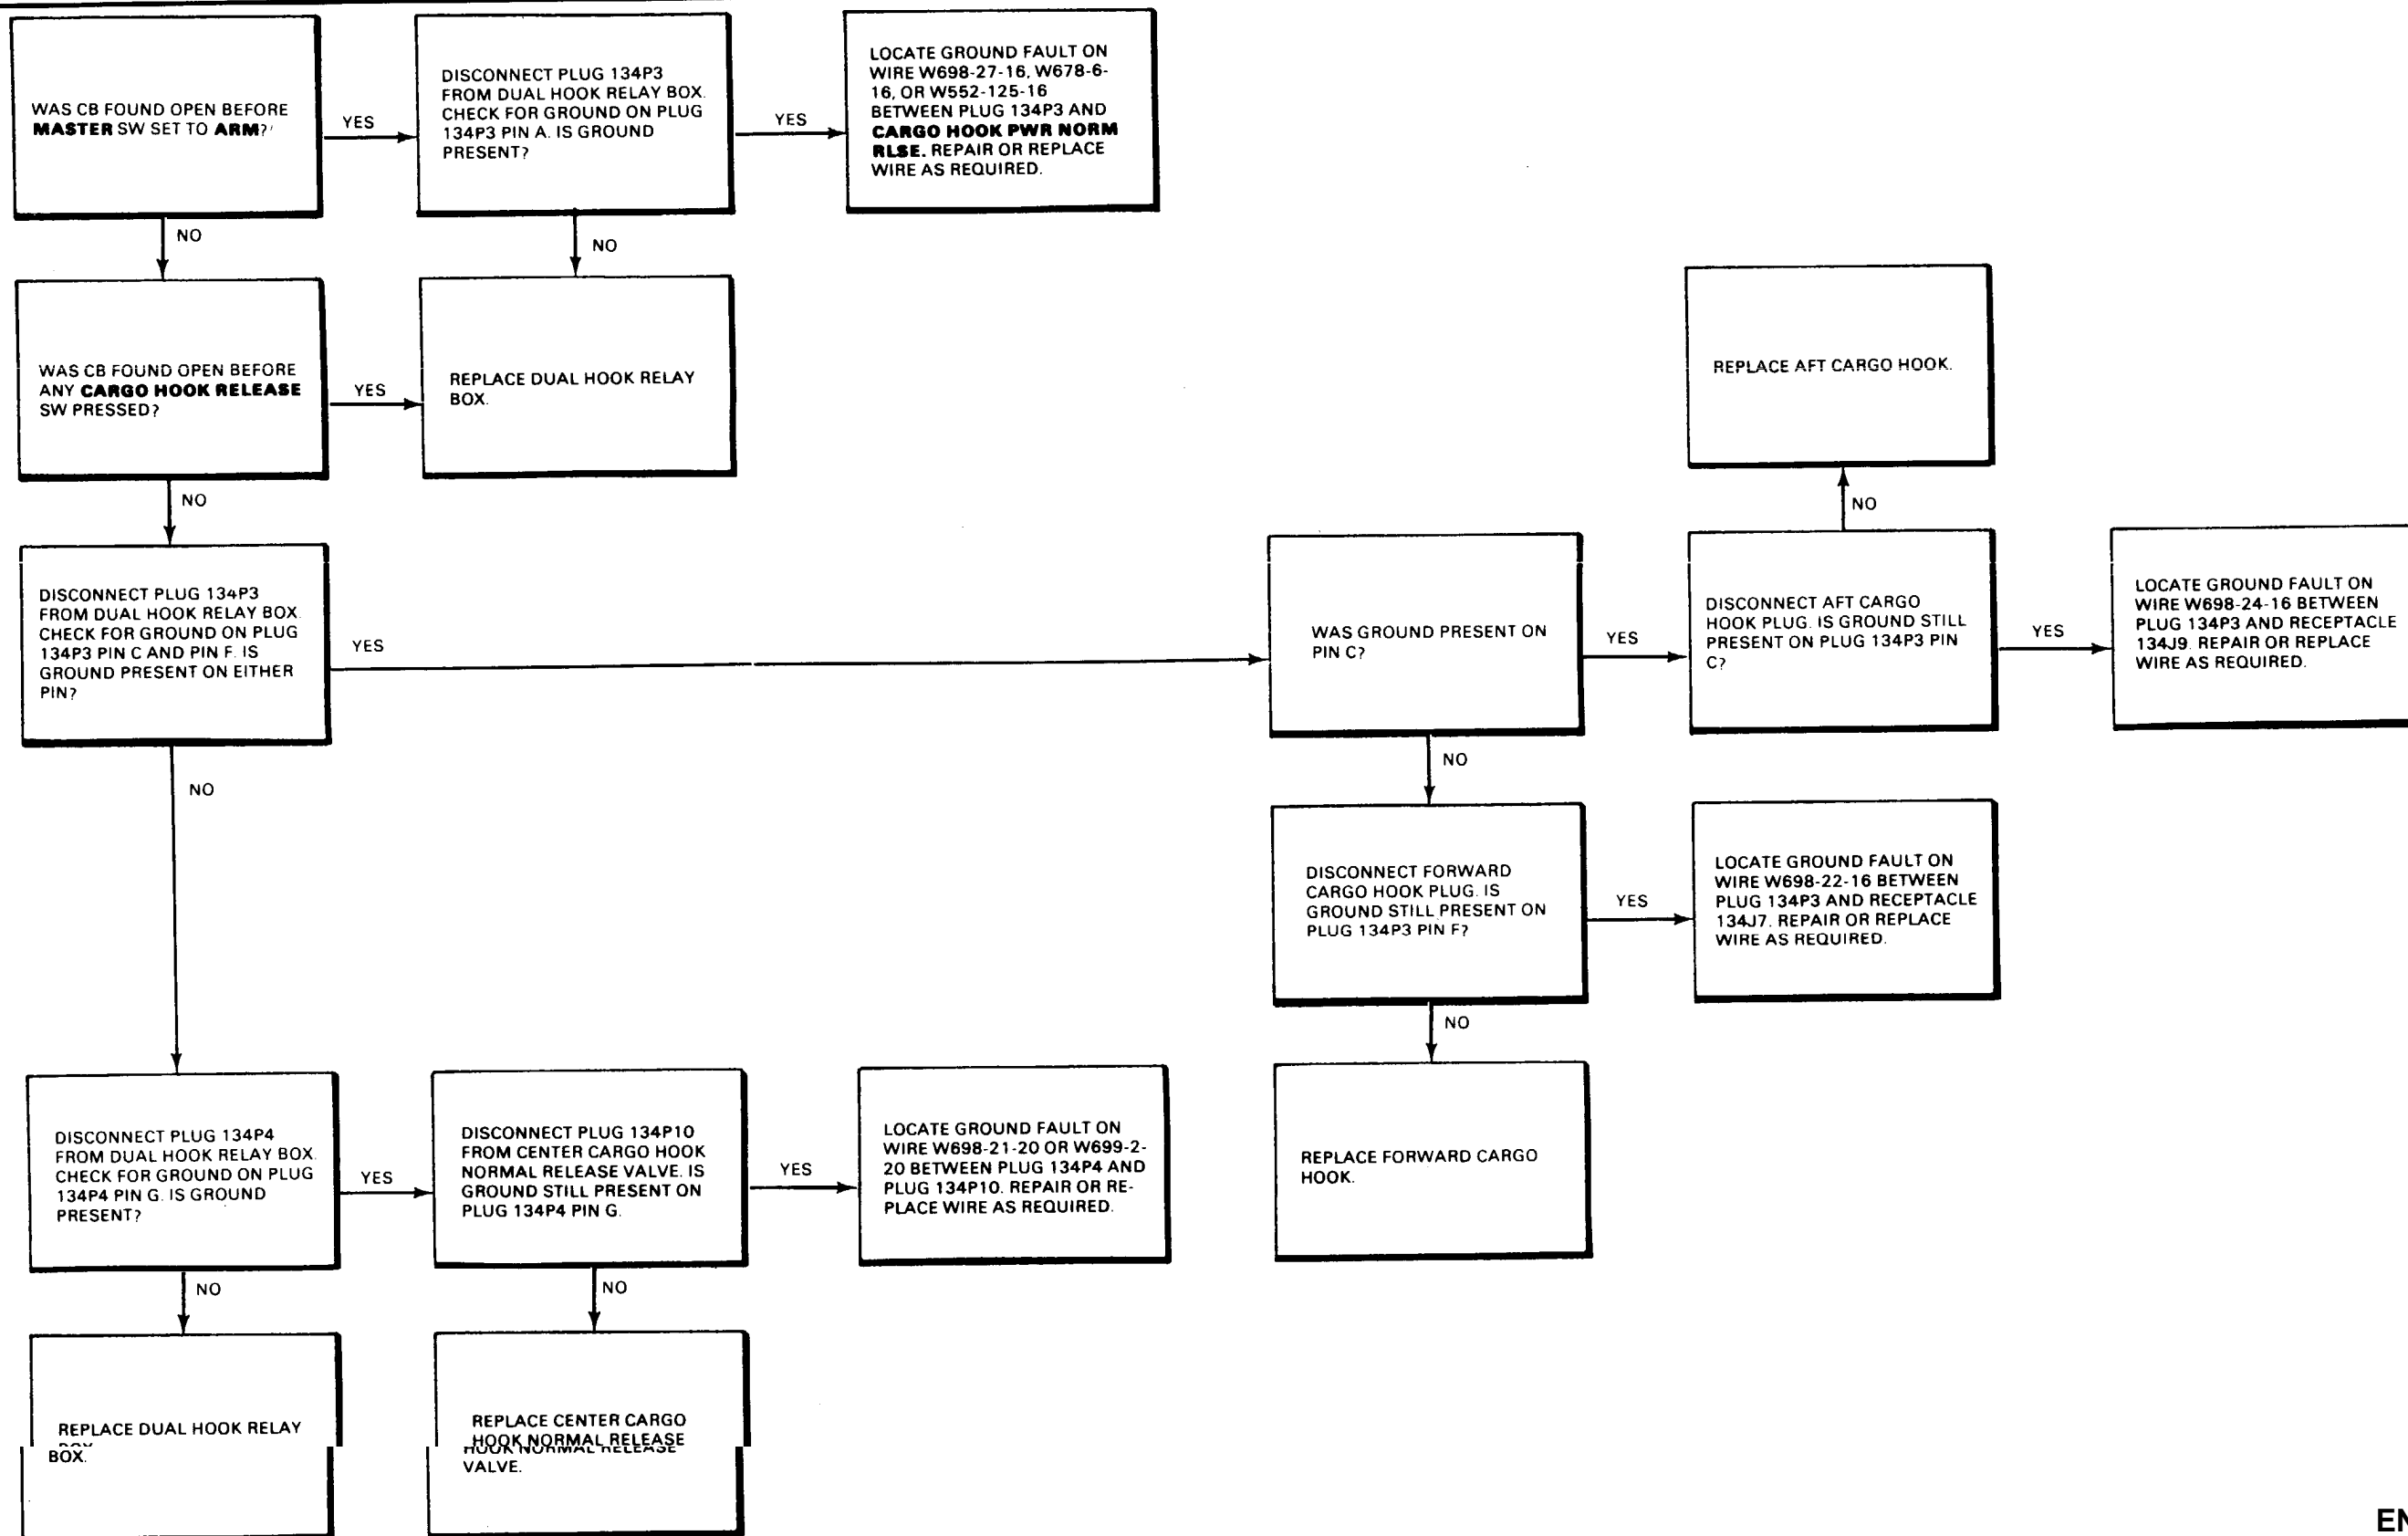 WAS CB FOUND OPEN BEFORE
MASTER SW SET TO ARM?
YES
DISCONNECT PLUG 134P3
FROM DUAL HOOK RELAY BOX.
CHECK FOR GROUND ON PLUG
134P3 PIN A. IS GROUND
PRESENT?
YES
LOCATE GROUND FAULT ON
WIRE W698-27-16, W678-6-
16, OR W552-125-16
BETWEEN PLUG 134P3 AND
CARGO HOOK PWR NORM
RLSE. REPAIR OR REPLACE
WIRE AS REQUIRED.
NO
NO
WAS CB FOUND OPEN BEFORE
ANY CARGO HOOK RELEASE
SW PRESSED?
YES
REPLACE DUAL HOOK RELAY
BOX.
REPLACE AFT CARGO HOOK.
NO
NO
DISCONNECT PLUG 134P3
FROM DUAL HOOK RELAY BOX.
CHECK FOR GROUND ON PLUG
134P3 PIN C AND PIN F. IS
GROUND PRESENT ON EITHER
PIN?
YES
WAS GROUND PRESENT ON
PIN C?
YES
DISCONNECT AFT CARGO
HOOK PLUG. IS GROUND STILL
PRESENT ON PLUG 134P3 PIN
C?
YES
LOCATE GROUND FAULT ON
WIRE W698-24-16 BETWEEN
PLUG 134P3 AND RECEPTACLE
134J9. REPAIR OR REPLACE
WIRE AS REQUIRED.
NO
NO
DISCONNECT FORWARD
CARGO HOOK PLUG. IS
GROUND STILL PRESENT ON
PLUG 134P3 PIN F?
YES
LOCATE GROUND FAULT ON
WIRE W698-22-16 BETWEEN
PLUG 134P3 AND RECEPTACLE
134J7. REPAIR OR REPLACE
WIRE AS REQUIRED.
NO
REPLACE FORWARD CARGO
HOOK.
DISCONNECT PLUG 134P4
FROM DUAL HOOK RELAY BOX.
CHECK FOR GROUND ON PLUG
134P4 PIN G. IS GROUND
PRESENT?
YES
DISCONNECT PLUG 134P10
FROM CENTER CARGO HOOK
NORMAL RELEASE VALVE. IS
GROUND STILL PRESENT ON
PLUG 134P4 PIN G.
YES
LOCATE GROUND FAULT ON
WIRE W698-21-20 OR W699-2-
20 BETWEEN PLUG 134P4 AND
PLUG 134P10. REPAIR OR RE-
PLACE WIRE AS REQUIRED.
NO
NO
REPLACE DUAL HOOK RELAY
BOX.
REPLACE CENTER CARGO
HOOK NORMAL RELEASE
VALVE.